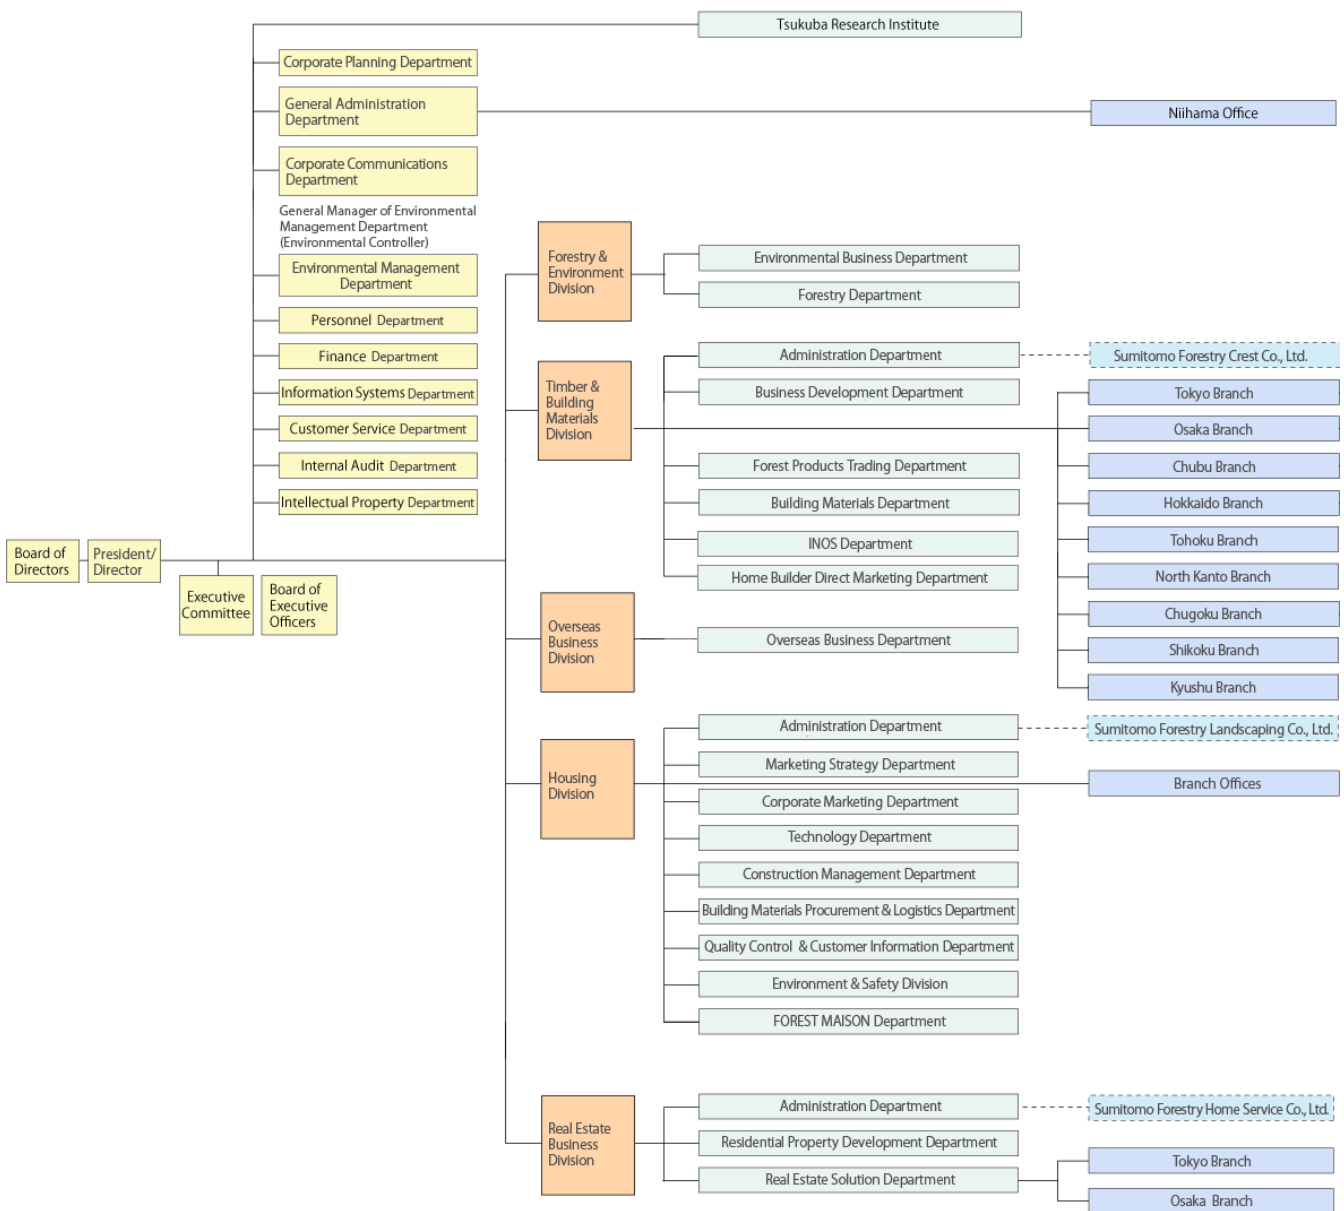 Tsukuba Research Institute
Corporate Planning Department
General Administration
Department
Niihama Office
Corporate Communications
Department
General Manager of Environmental
Management Department
(Environmental Controller)
Environmental Management
Department
Personnel Department
Finance Department
Information Systems Department
Customer Service Department
Internal Audit Department
Intellectual Property Department
Board of
Directors
President/
Director
Executive
Committee
Board of
Executive
Officers
Forestry &
Environment
Division
Environmental Business Department
Forestry Department
Timber &
Building
Materials
Division
Administration Department
Sumitomo Forestry Crest Co., Ltd.
Business Development Department
Forest Products Trading Department
Building Materials Department
INOS Department
Home Builder Direct Marketing Department
Tokyo Branch
Osaka Branch
Chubu Branch
Hokkaido Branch
Tohoku Branch
North Kanto Branch
Chugoku Branch
Shikoku Branch
Kyushu Branch
Overseas
Business
Division
Overseas Business Department
Housing
Division
Administration Department
Sumitomo Forestry Landscaping Co., Ltd.
Marketing Strategy Department
Branch Offices
Corporate Marketing Department
Technology Department
Construction Management Department
Building Materials Procurement & Logistics Department
Quality Control & Customer Information Department
Environment & Safety Division
FOREST MAISON Department
Real Estate
Business
Division
Administration Department
Sumitomo Forestry Home Service Co., Ltd.
Residential Property Development Department
Real Estate Solution Department
Tokyo Branch
Osaka Branch